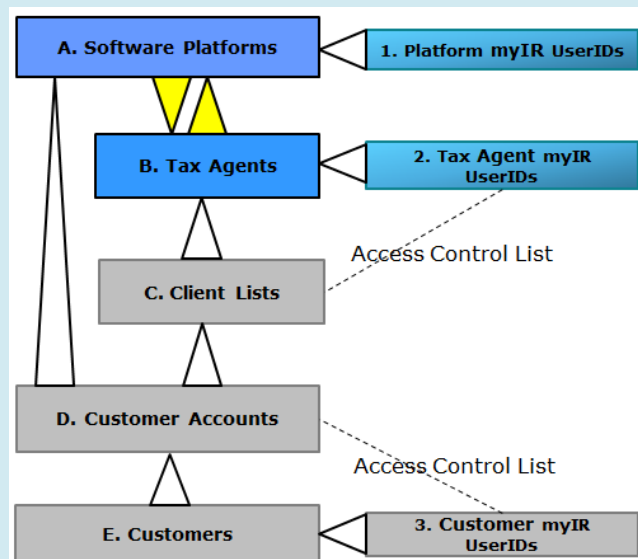 A. Software Platforms
1. Platform myIR UserIDs
B. Tax Agents
2. Tax Agent myIR
UserIDs
Access Control List
C. Client Lists
D. Customer Accounts
Access Control List
E. Customers
3. Customer myIR
UserIDs